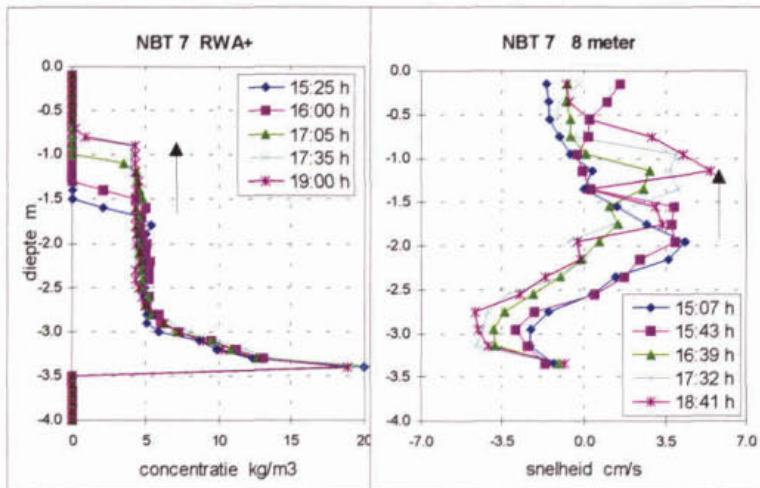 NBT 7 RWA+
0.0
-0.5
-1.0
-1.5
-2.0
-2.5
-3.0
-3.5
-4.0
diepte m
0
5
10
15
20
concentratie kg/m3
15:25 h
16:00 h
17:05 h
17:35 h
19:00 h
NBT 7 8 meter
-0.0
-0.5
-1.0
-1.5
-2.0
-2.5
-3.0
-3.5
-4.0
-7.0
-3.5
0.0
3.5
7.0
snelheid cm/s
15:07 h
15:43 h
16:39 h
17:32 h
18:41 h